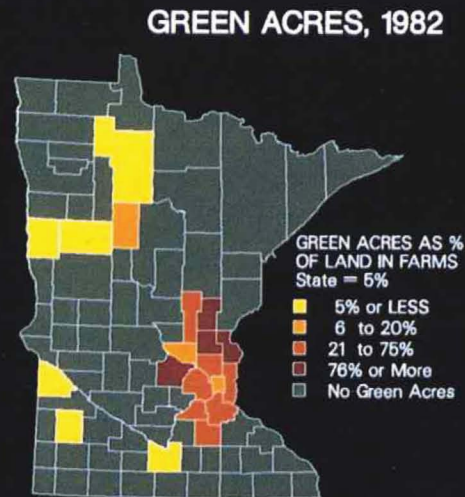 GREEN ACRES, 1982
GREEN ACRES AS %
OF LAND IN FARMS
State = 5%
5% or LESS
6 to 20%
21 to 75%
76% or More
No Green Acres